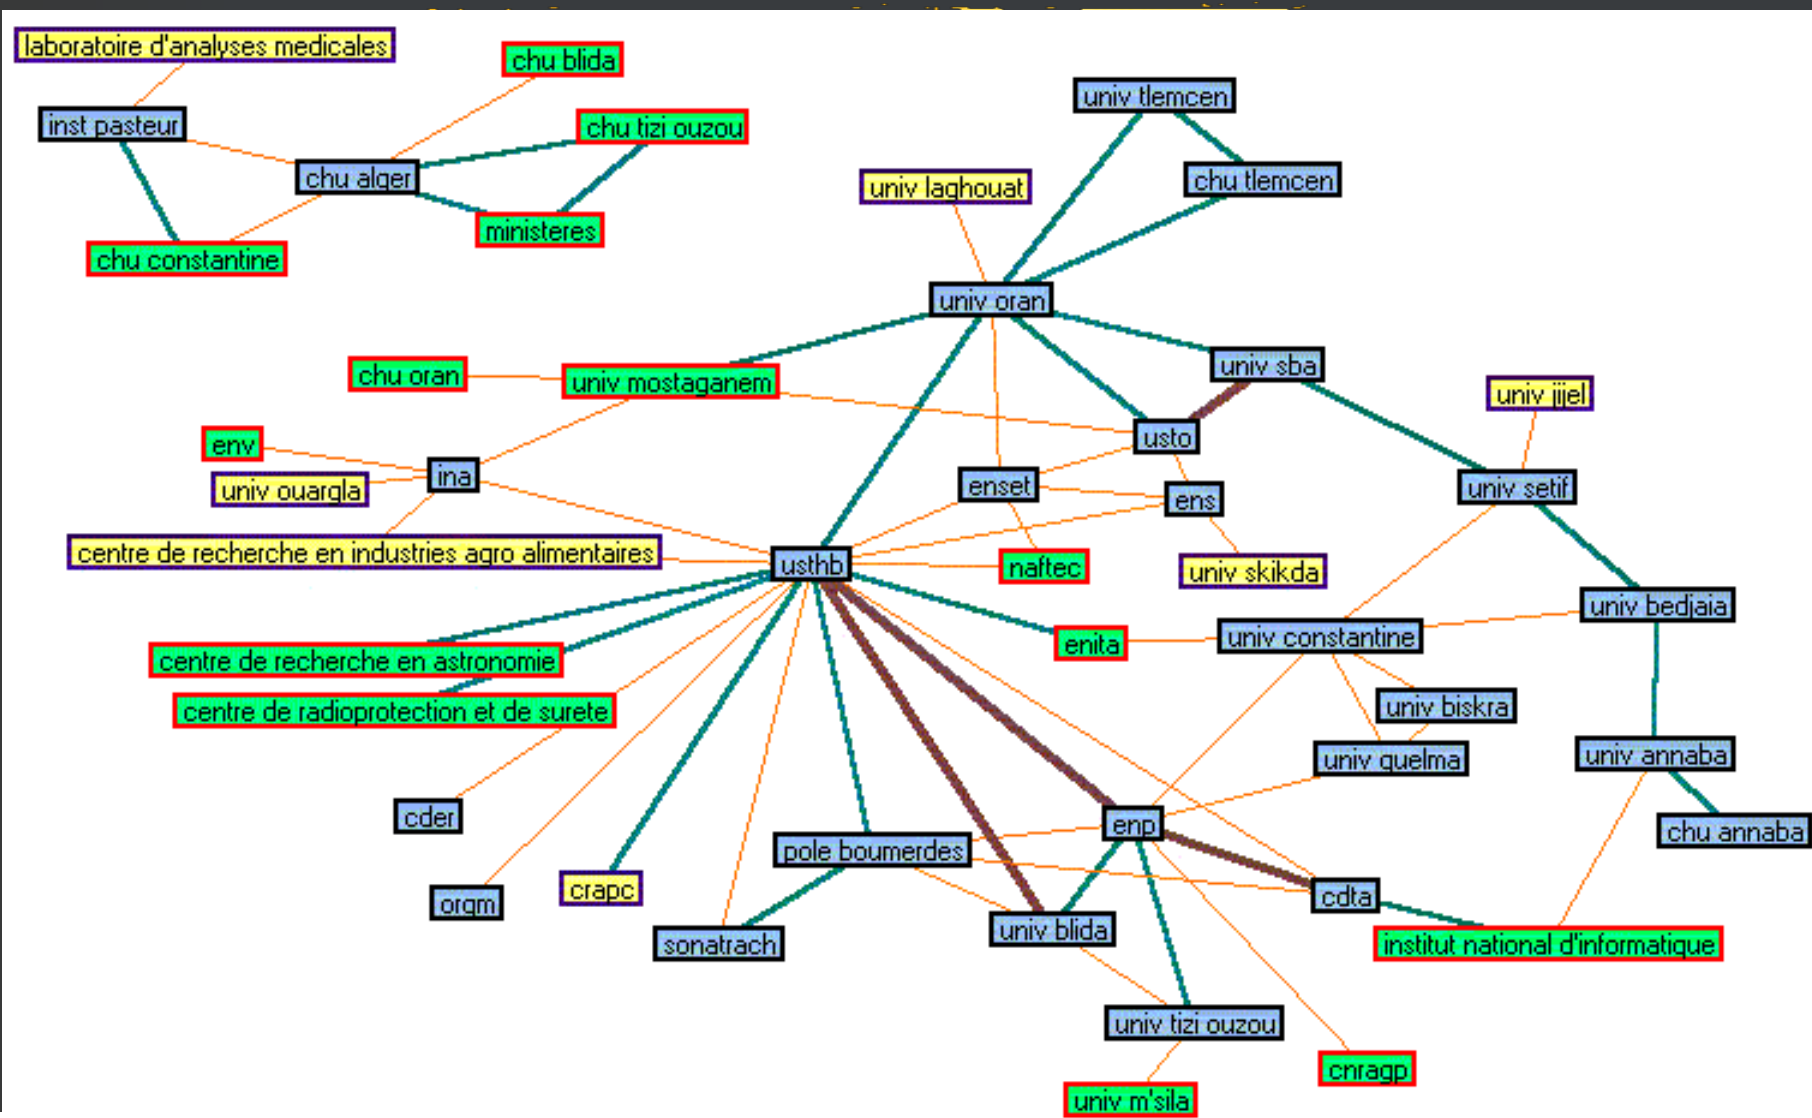 laboratoire d'analyses medicales
chu blida
univ tlemcen
inst pasteur
chu tizi ouzou
chu alger
univ laghouat
chu tlemcen
ministeres
chu constantine
univ oran
chu oran
univ mostaganem
univ sba
univ jijel
env
usto
ina
univ ouargla
enset
ens
univ setif
centre de recherche en industries agro alimentaires
usthb
naftec
univ skikda
univ bedjaia
enita
univ constantine
centre de recherche en astronomie
centre de radioprotection et de surete
univ biskra
univ guelma
univ annaba
cder
enp
chu annaba
pole boumerdes
orgm
crapc
cdta
sonatrach
univ blida
institut national d'informatique
univ tizi ouzou
cnragp
univ m'sila